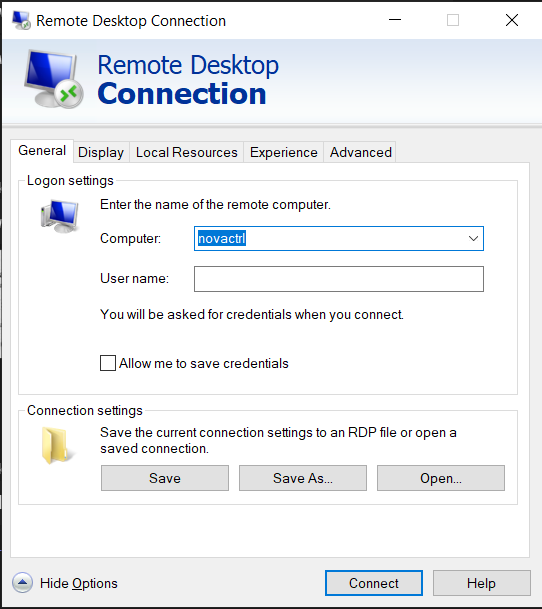 Remote Desktop Connection
Remote Desktop
Connection
General
Display
Local Resources
Experience
Advanced
Logon settings
Enter the name of the remote computer.
Computer:
novactrl
User name:
You will be asked for credentials when you connect.
Allow me to save credentials
Connection settings
Save the current connection settings to an RDP file or open a
saved connection.
Save
Save As...
Open...
Hide Options
Connect
Help